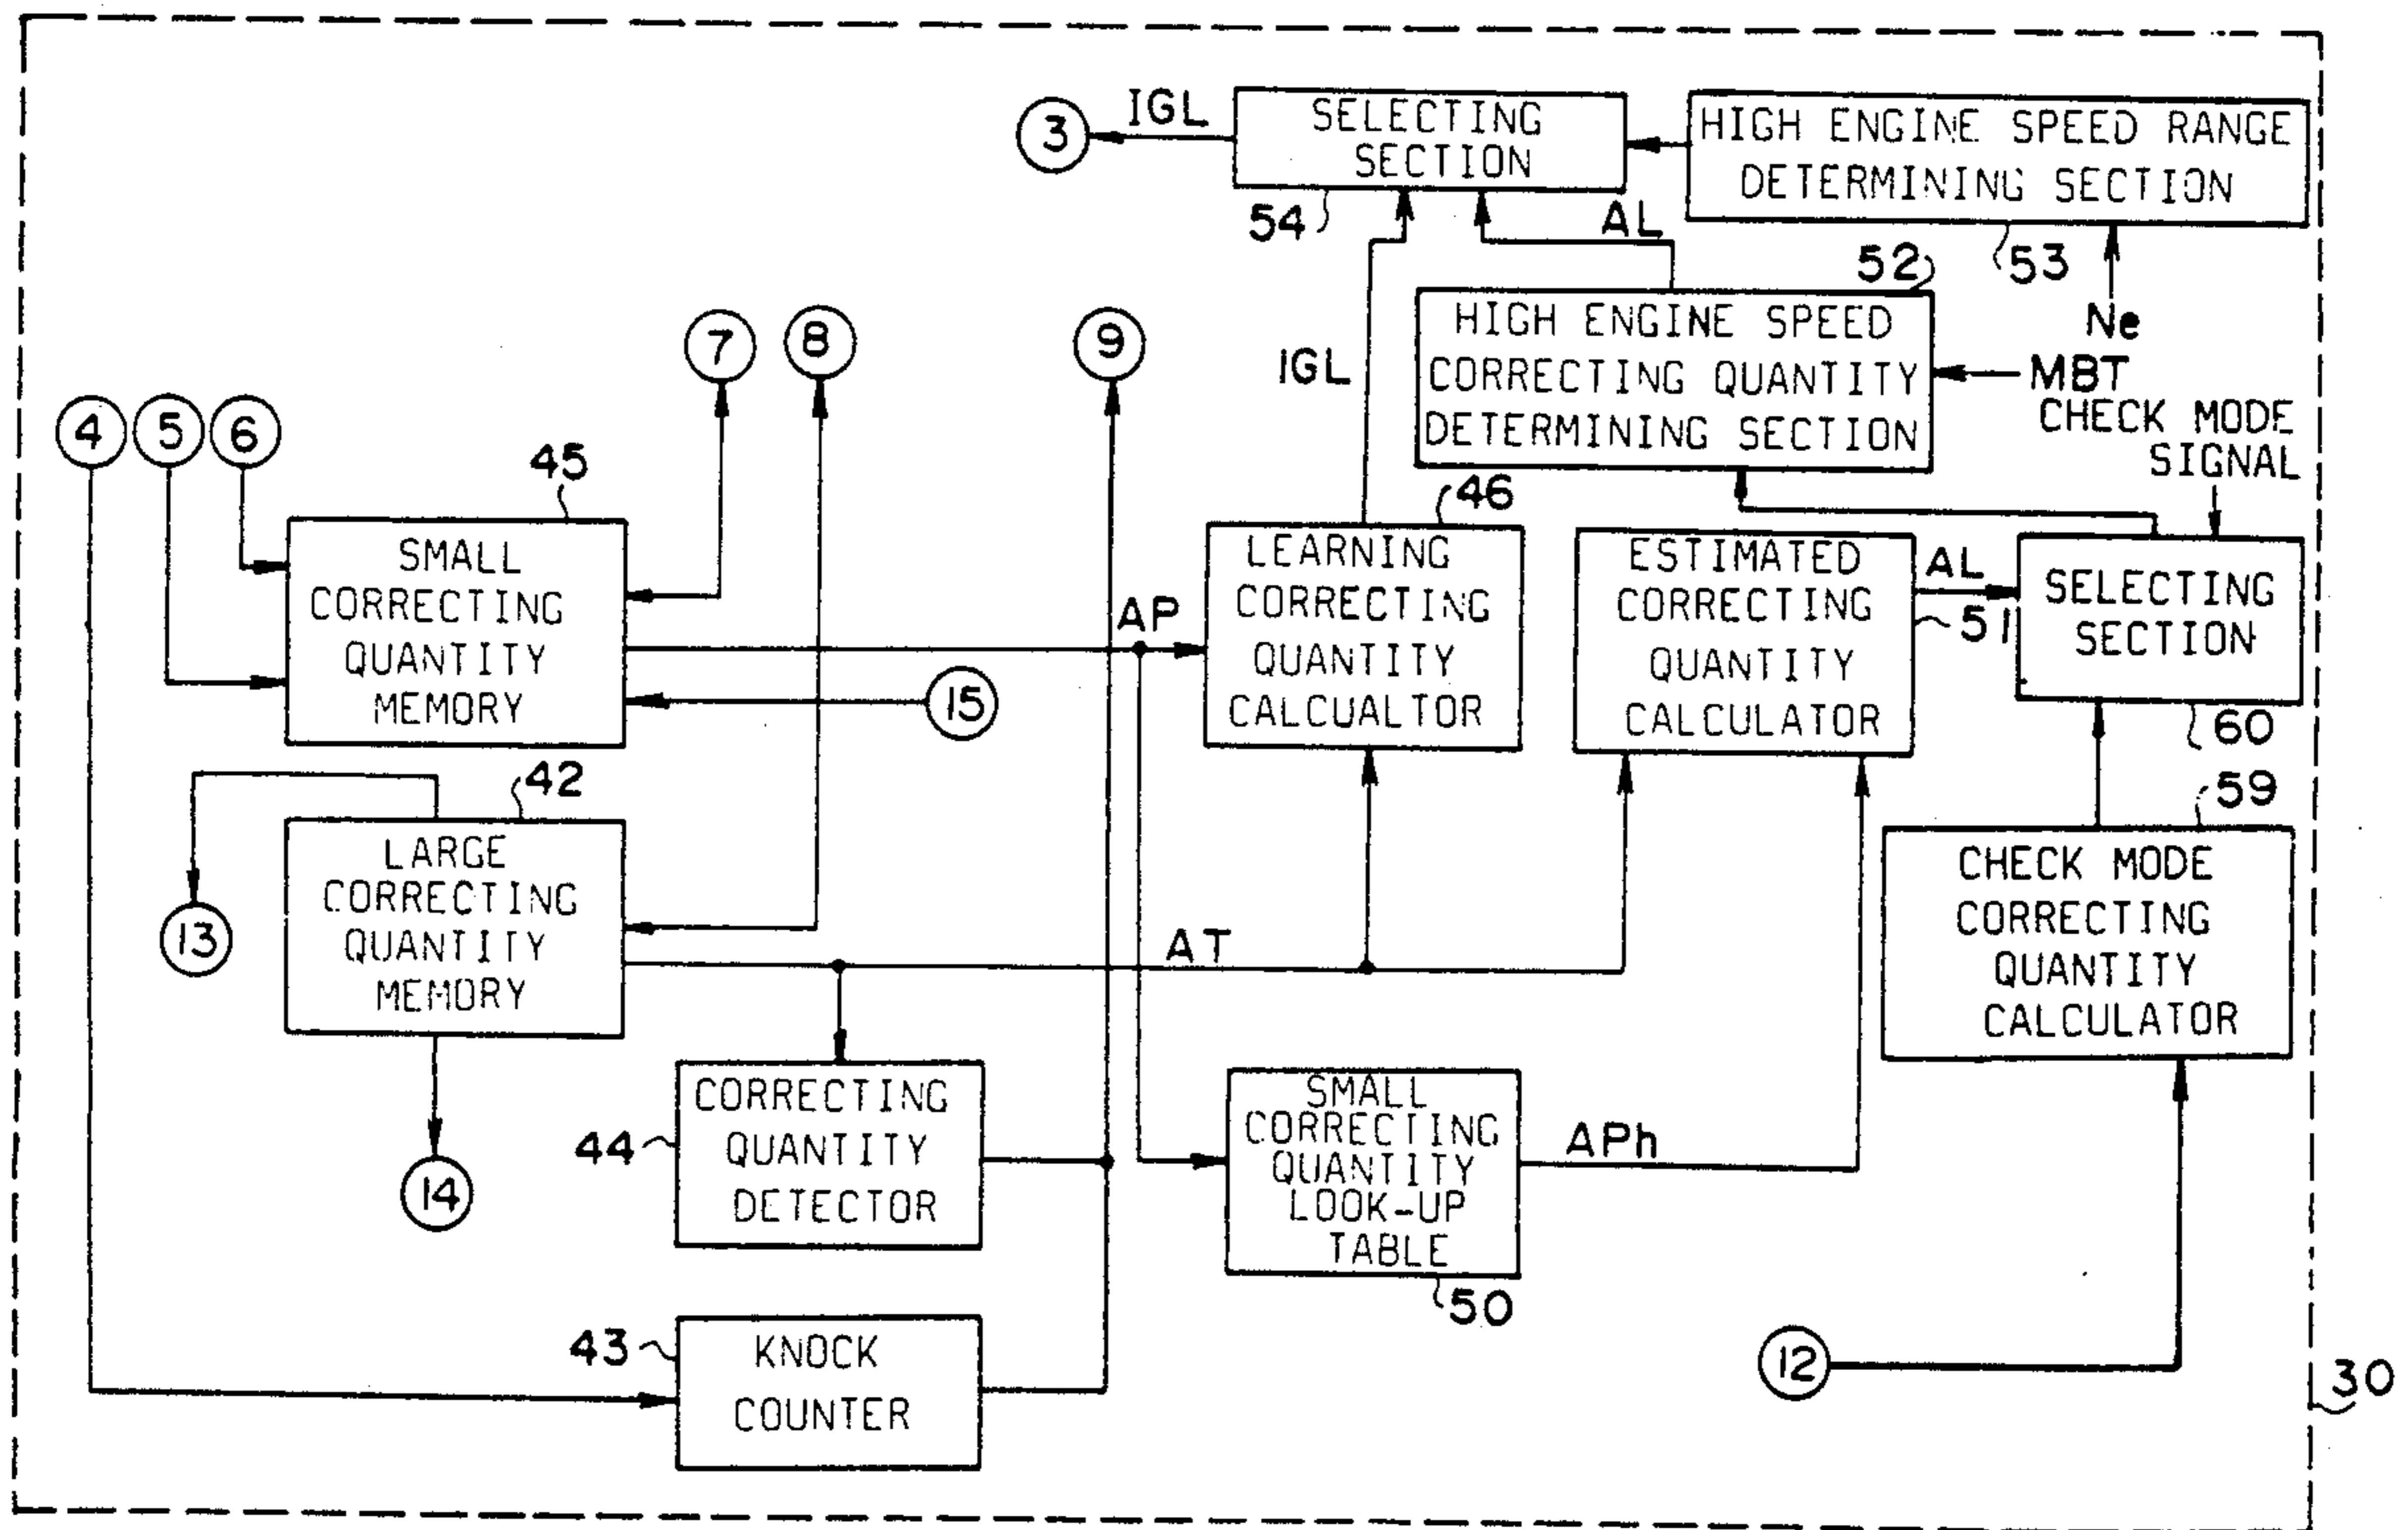 3
IGL
SELECTING
SECTION
54
HIGH ENGINE SPEED RANGE
DETERMINING SECTION
53
Ne
AL
52
HIGH ENGINE SPEED
CORRECTING QUANTITY
DETERMINING SECTION
MBT
CHECK MODE
SIGNAL
IGL
7
8
9
4
5
6
45
SMALL
CORRECTING
QUANTITY
MEMORY
AP
15
46
LEARNING
CORRECTING
QUANTITY
CALCUALTOR
ESTIMATED
CORRECTING
QUANTITY
CALCULATOR
51
AL
SELECTING
SECTION
60
42
LARGE
CORRECTING
QUANTITY
MEMORY
13
14
AT
59
CHECK MODE
CORRECTING
QUANTITY
CALCULATOR
44
CORRECTING
QUANTITY
DETECTOR
SMALL
CORRECTING
QUANTITY
LOOK-UP
TABLE
50
APh
43
KNOCK
COUNTER
12
30